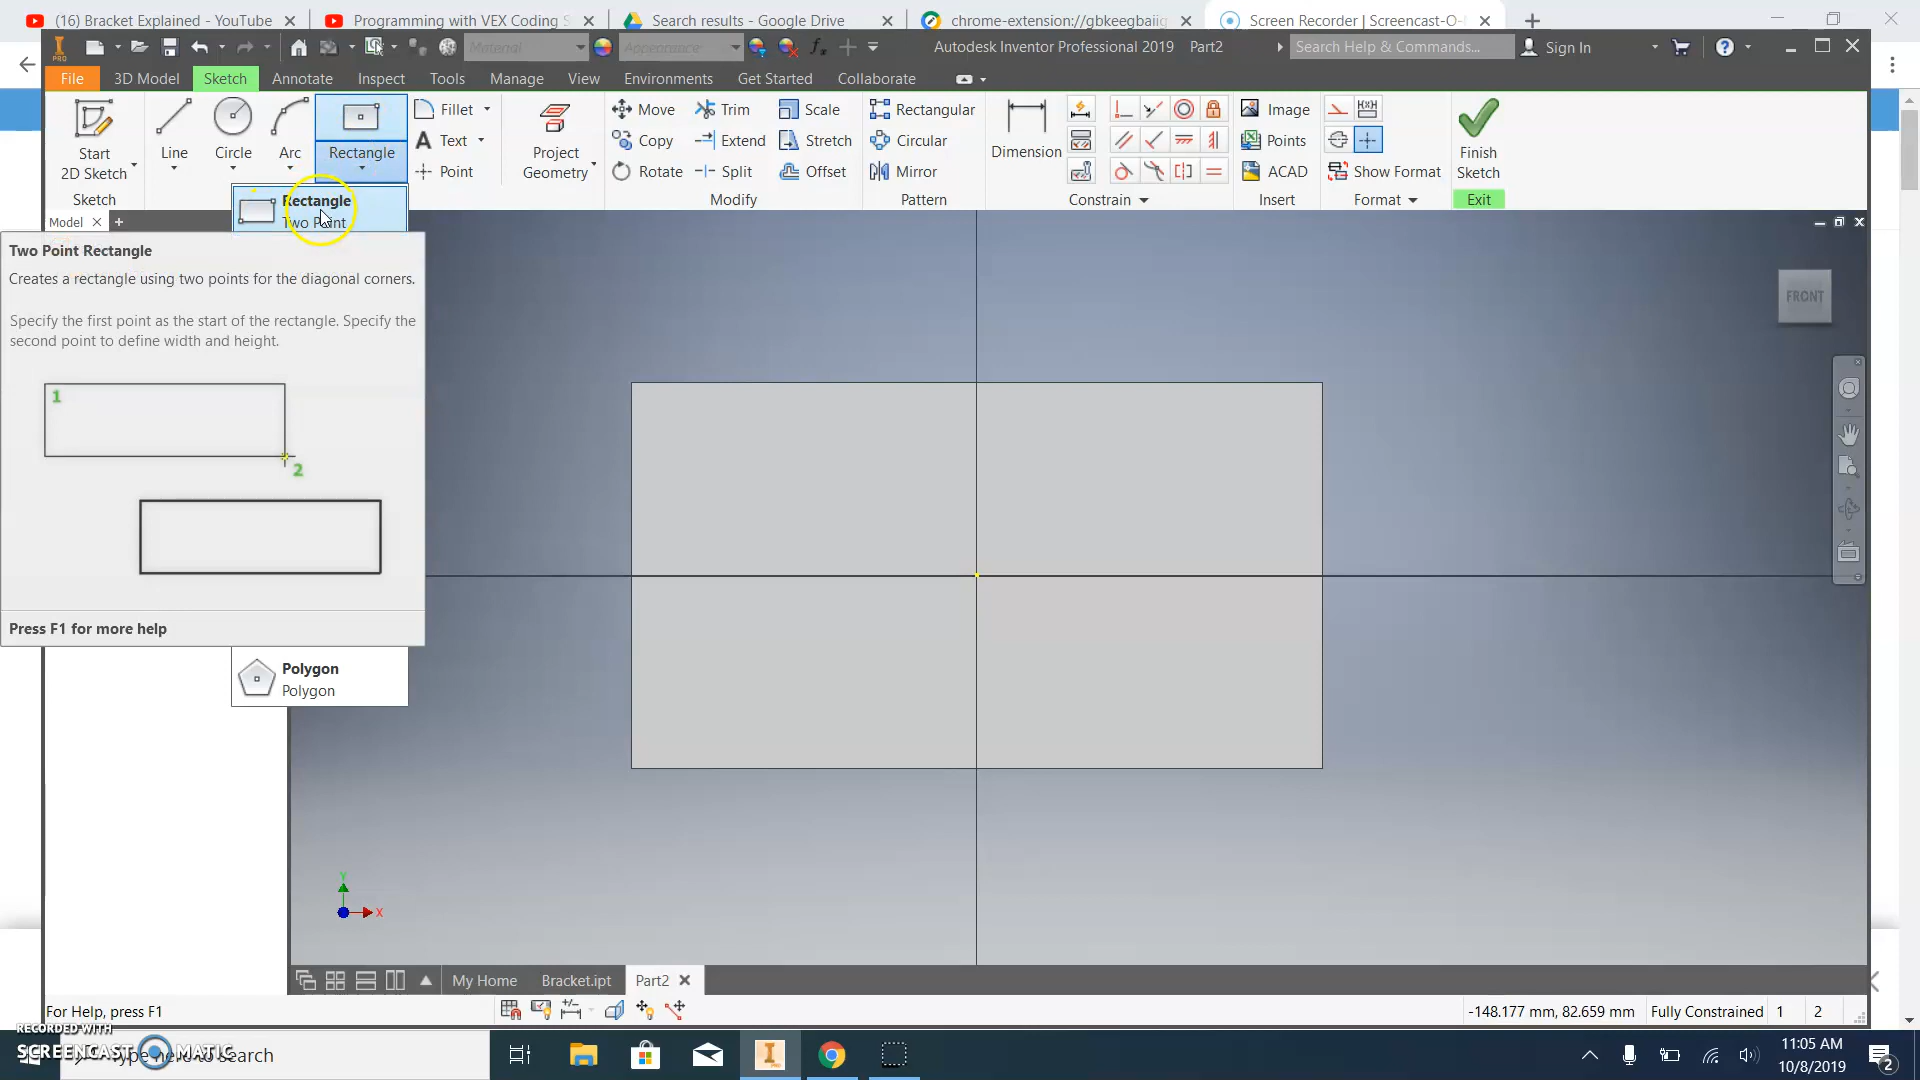 (16) Bracket Explained - YouTube
Programming with VEX Coding S
Search results - Google Drive
chrome-extension://gbkeegbaiig
Screen Recorder | Screencast-O-
PRO
Material
Appearance
Autodesk Inventor Professional 2019 Part2
Search Help & Commands...
Sign In
File 3D Model Sketch Annotate Inspect Tools Manage View Environments Get Started Collaborate
Start
2D Sketch
Sketch
Line
Circle
Arc
Rectangle
Fillet
Text
Point
Project
Geometry
Move Trim Scale
Copy Extend Stretch
Rotate Split Offset
Modify
Rectangular
Circular
Mirror
Pattern
Dimension
Constrain
Image
Points
ACAD
Insert
Show Format
Format
Finish
Sketch
Exit
Rectangle
Two Point
Model
Two Point Rectangle
Creates a rectangle using two points for the diagonal corners.
Specify the first point as the start of the rectangle. Specify the
second point to define width and height.
1
2
Press F1 for more help
Polygon
Polygon
FRONT
Y
X
My Home Bracket.ipt Part2
For Help, press F1
-148.177 mm, 82.659 mm Fully Constrained 1 2
RECORDED WITH
SCREENCAST MATIC
Type here to search
11:05 AM
10/8/2019
2